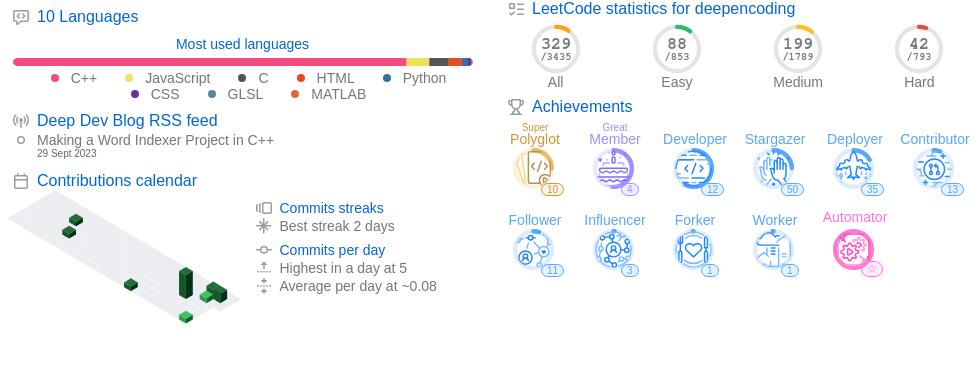 10 Languages
Most used languages
C++ JavaScript C HTML Python
CSS GLSL MATLAB
Deep Dev Blog RSS feed
Making a Word Indexer Project in C++
29 Sept 2023
Contributions calendar
Commits streaks
Best streak 2 days
Commits per day
Highest in a day at 5
Average per day at ~0.08
LeetCode statistics for deepencoding
329 88 199 42
/3435 /853 /1789 /793
All Easy Medium Hard
Achievements
Super Great
Polyglot Member Developer Stargazer Deployer Contributor
10 4 12 50 35 13
Follower Influencer Forker Worker Automator
11 3 1 1